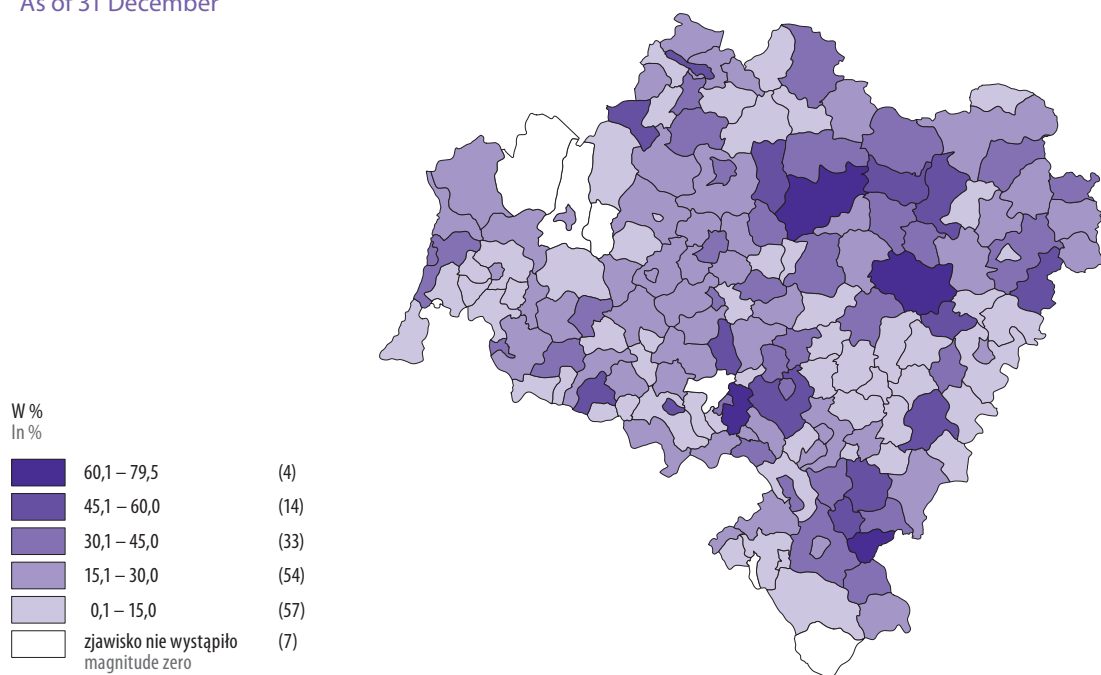 As of 31 December
W %
In %
60,1 – 79,5 (4)
45,1 – 60,0 (14)
30,1 – 45,0 (33)
15,1 – 30,0 (54)
0,1 – 15,0 (57)
zjawisko nie wystąpiło (7)
magnitude zero